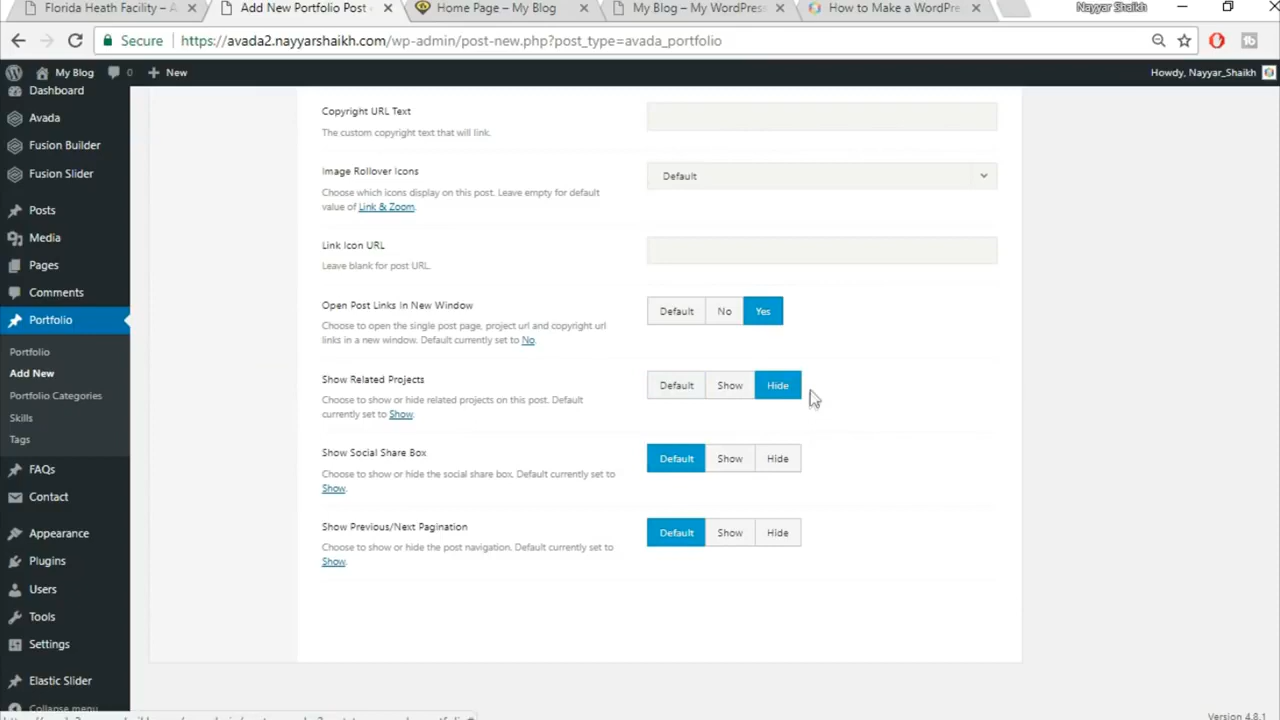 Florida Heath Facility – A
Add New Portfolio Post
Home Page – My Blog
My Blog – My WordPress
How to Make a WordPre
Nayyar Shaikh
Secure
https://avada2.nayyarshaikh.com/wp-admin/post-new.php?post_type=avada_portfolio
My Blog
0
New
Howdy, Nayyar_Shaikh
Dashboard
Avada
Fusion Builder
Fusion Slider
Posts
Media
Pages
Comments
Portfolio
Portfolio
Add New
Portfolio Categories
Skills
Tags
FAQs
Contact
Appearance
Plugins
Users
Tools
Settings
Elastic Slider
Collapse menu
Copyright URL Text
The custom copyright text that will link.
Image Rollover Icons
Choose which icons display on this post. Leave empty for default
value of Link & Zoom.
Default
Link Icon URL
Leave blank for post URL.
Open Post Links In New Window
Choose to open the single post page, project url and copyright url
links in a new window. Default currently set to No.
Default No Yes
Show Related Projects
Choose to show or hide related projects on this post. Default
currently set to Show.
Default Show Hide
Show Social Share Box
Choose to show or hide the social share box. Default currently set to
Show.
Default Show Hide
Show Previous/Next Pagination
Choose to show or hide the post navigation. Default currently set to
Show.
Default Show Hide
Version 4.8.1